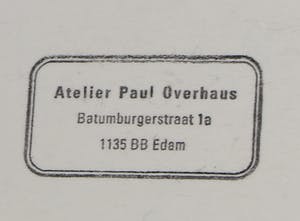 Atelier Paul Overhaus
Batumburgerstraat 1a
1135 BB Edam